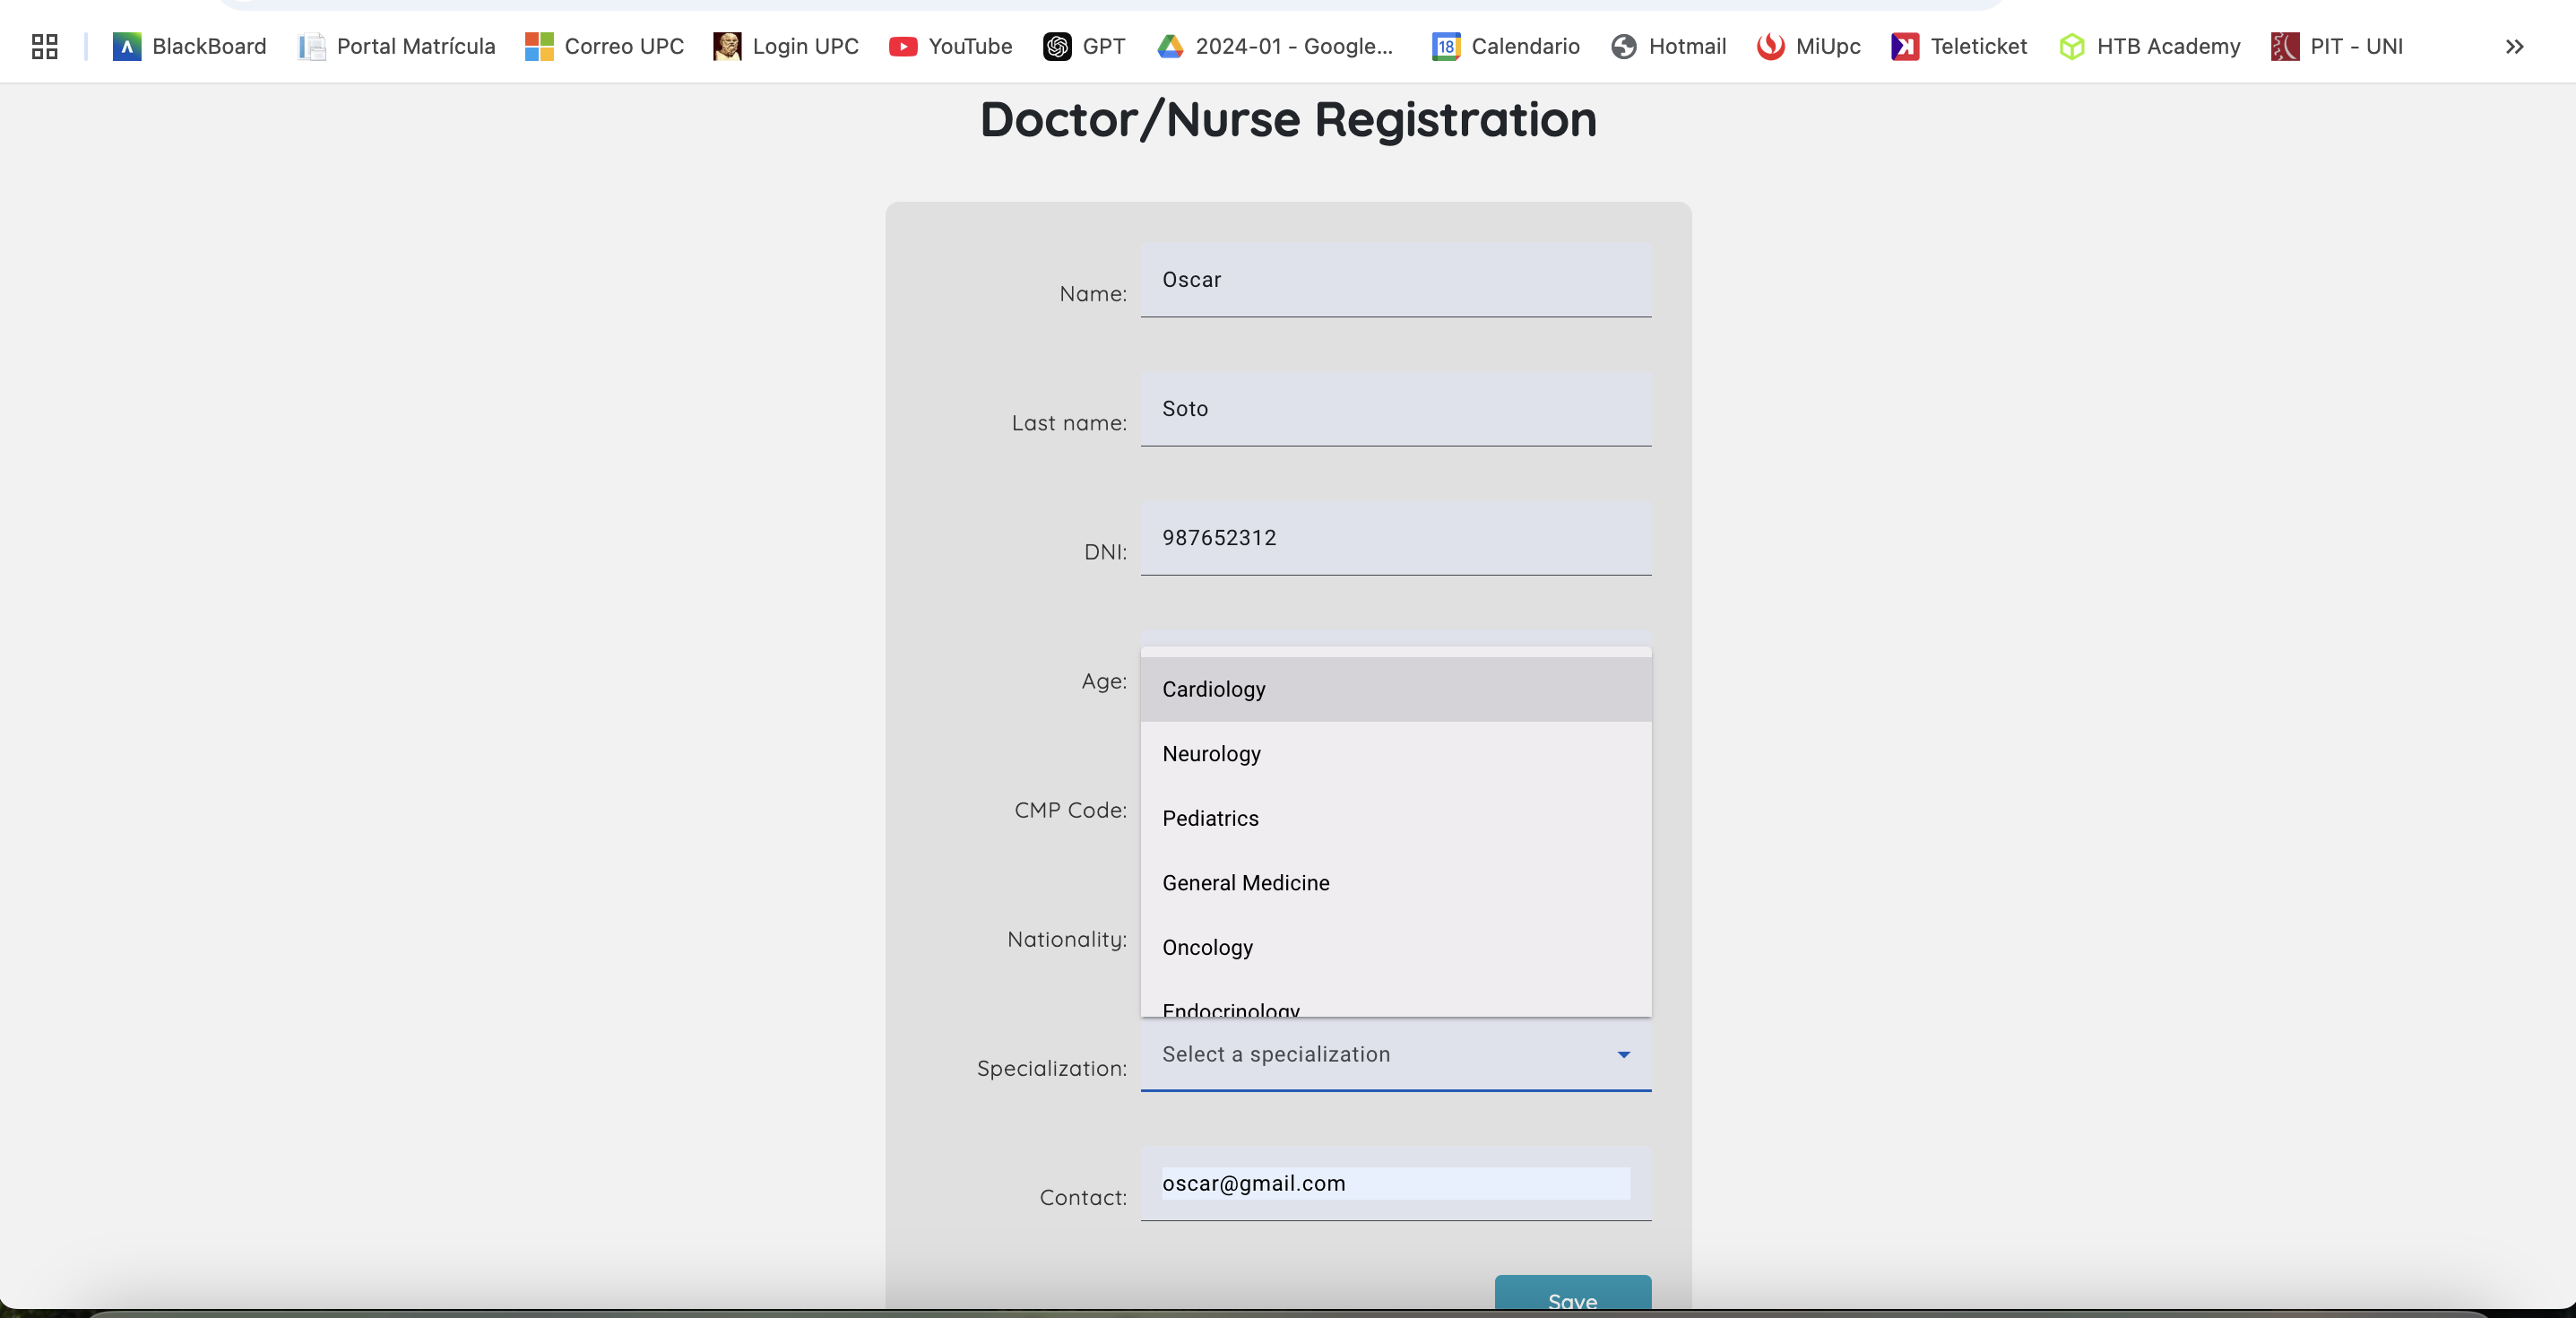 BlackBoard Portal Matrícula Correo UPC Login UPC YouTube GPT 2024-01 - Google... 18 Calendario Hotmail MiUpc Teleticket HTB Academy PIT - UNI
Doctor/Nurse Registration
Name: Oscar
Last name: Soto
DNI: 987652312
Age:
Cardiology
Neurology
CMP Code:
Pediatrics
General Medicine
Nationality:
Oncology
Endocrinology
Specialization: Select a specialization
Contact: oscar@gmail.com
Save